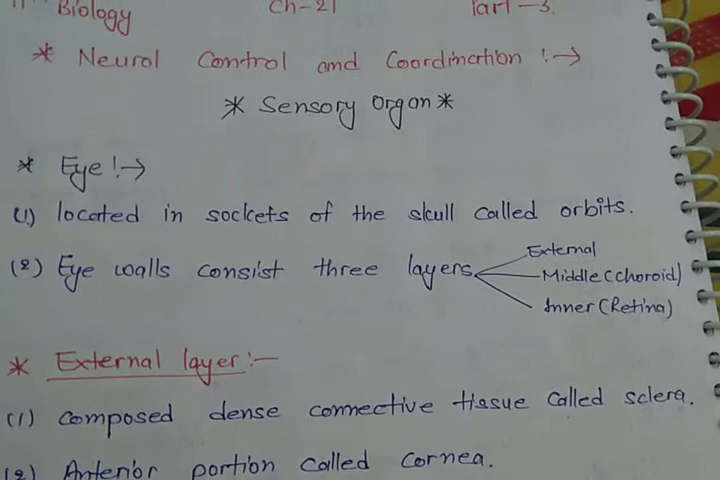 11 Biology Ch-21 Part-3.
* Neural Control and Coordination :→
* Sensory Organ *
* Eye :→
(1) located in sockets of the skull called orbits.
(2) Eye walls consist three layers
External
Middle (choroid)
Inner (Retina)
* External layer:-
(1) composed dense connective tissue called sclera.
(2) Anterior portion called Cornea.